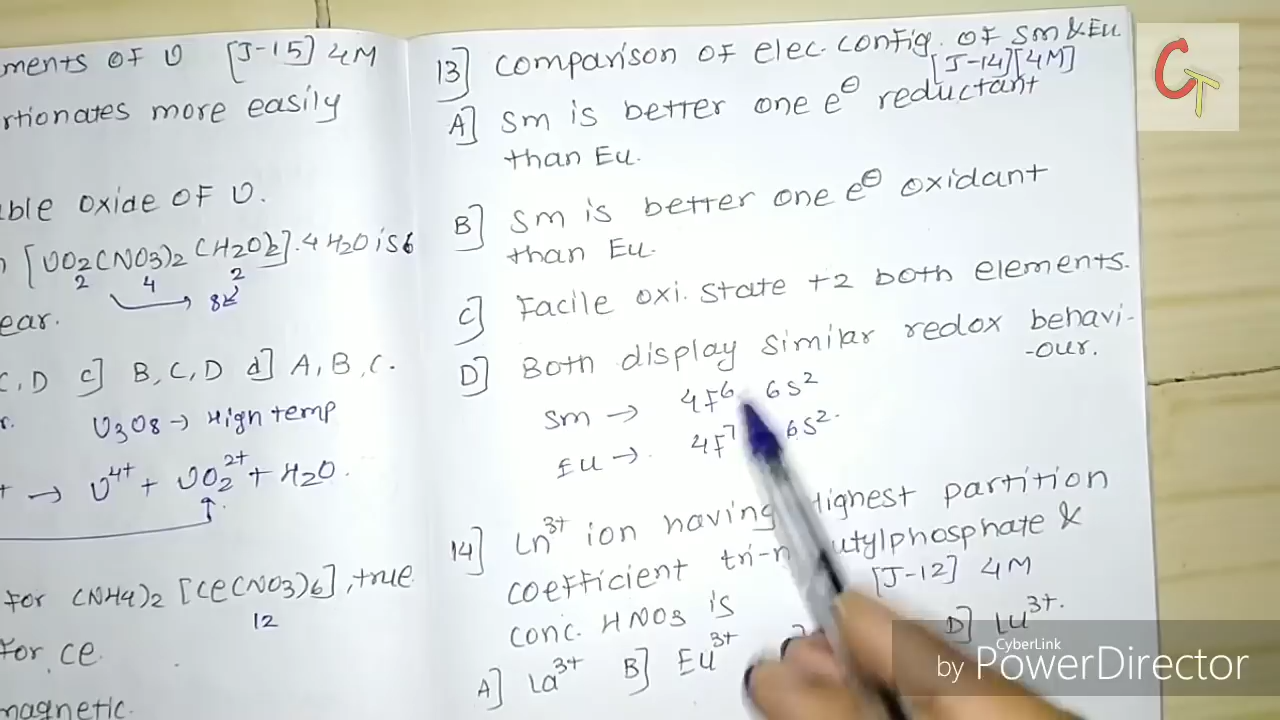 ments of U [J-15] 4M
rtionates more easily
able oxide of U.
[UO2(NO3)2 (H2O)2].4H2O is 6
2 4 2
8
ear.
C, D c] B, C, D d] A, B, C.
U3O8 → High temp
→ U4+ + UO2 2+ + H2O.
For (NH4)2 [Ce(NO3)6], true
12
For Ce
magnetic.
13] Comparison of elec. config. of Sm & Eu
[J-14][4M]
A] Sm is better one e⊖ reductant
than Eu.
B] Sm is better one e⊖ oxidant
than Eu.
C] Facile oxi. state +2 both elements.
D] Both display similar redox behavi-
-our.
Sm → 4F6 6S2
Eu → 4F7 6S2.
14] Ln3+ ion having Highest partition
coefficient tri-n utylphosphate &
conc. HNO3 is [J-12] 4M
A] La3+ B] Eu3+ D] Lu3+.
CT
CyberLink
by PowerDirector